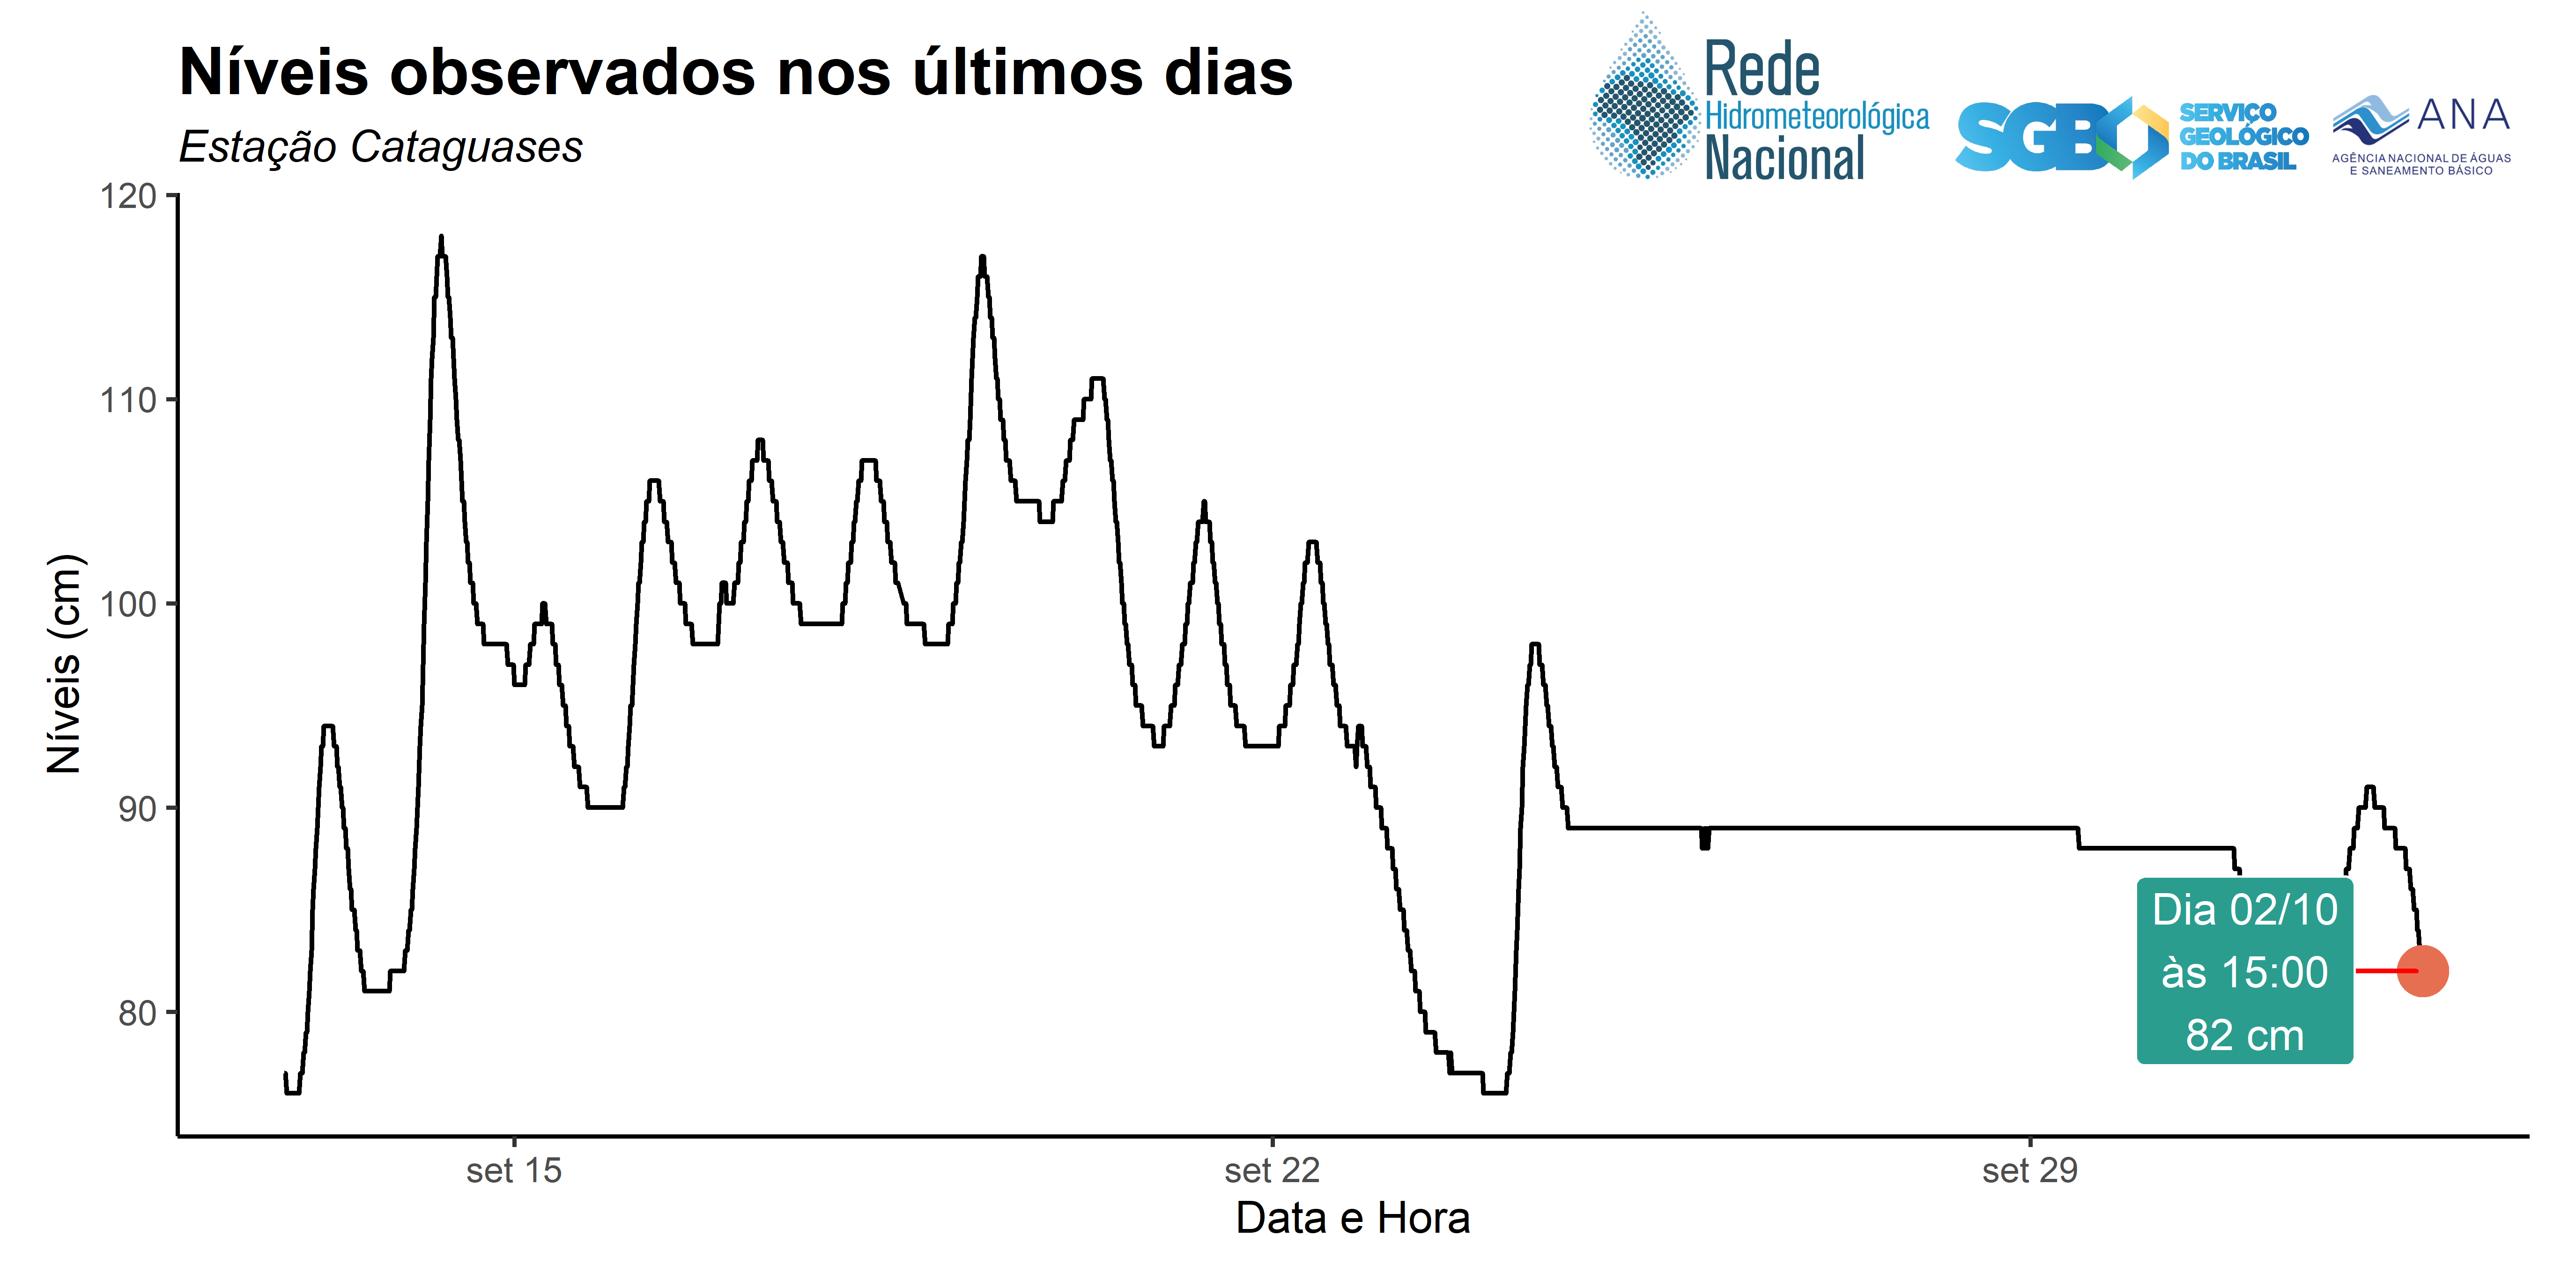 Níveis observados nos últimos dias
Estação Cataguases
Rede
Hidrometeorológica
Nacional
SGB
SERVIÇO
GEOLÓGICO
DO BRASIL
ANA
AGÊNCIA NACIONAL DE ÁGUAS
E SANEAMENTO BÁSICO
Níveis (cm)
120
110
100
90
80
Dia 02/10
às 15:00
82 cm
set 15
set 22
set 29
Data e Hora